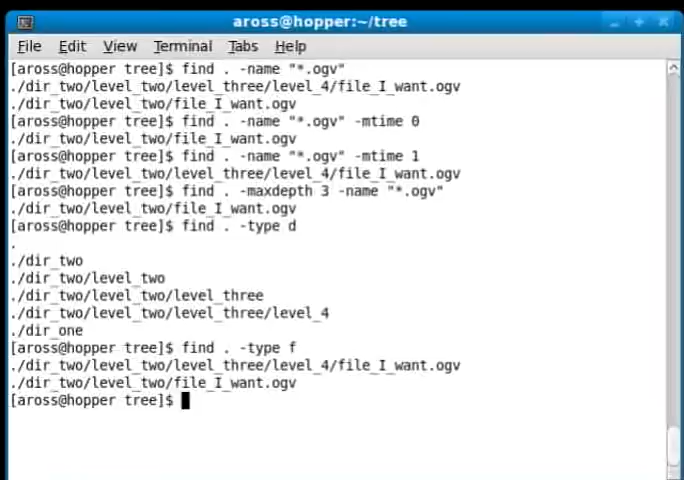 aross@hopper:~/tree
File Edit View Terminal Tabs Help
[aross@hopper tree]$ find . -name "*.ogv"
./dir_two/level_two/level_three/level_4/file_I_want.ogv
./dir_two/level_two/file_I_want.ogv
[aross@hopper tree]$ find . -name "*.ogv" -mtime 0
./dir_two/level_two/file_I_want.ogv
[aross@hopper tree]$ find . -name "*.ogv" -mtime 1
./dir_two/level_two/level_three/level_4/file_I_want.ogv
[aross@hopper tree]$ find . -maxdepth 3 -name "*.ogv"
./dir_two/level_two/file_I_want.ogv
[aross@hopper tree]$ find . -type d
.
./dir_two
./dir_two/level_two
./dir_two/level_two/level_three
./dir_two/level_two/level_three/level_4
./dir_one
[aross@hopper tree]$ find . -type f
./dir_two/level_two/level_three/level_4/file_I_want.ogv
./dir_two/level_two/file_I_want.ogv
[aross@hopper tree]$